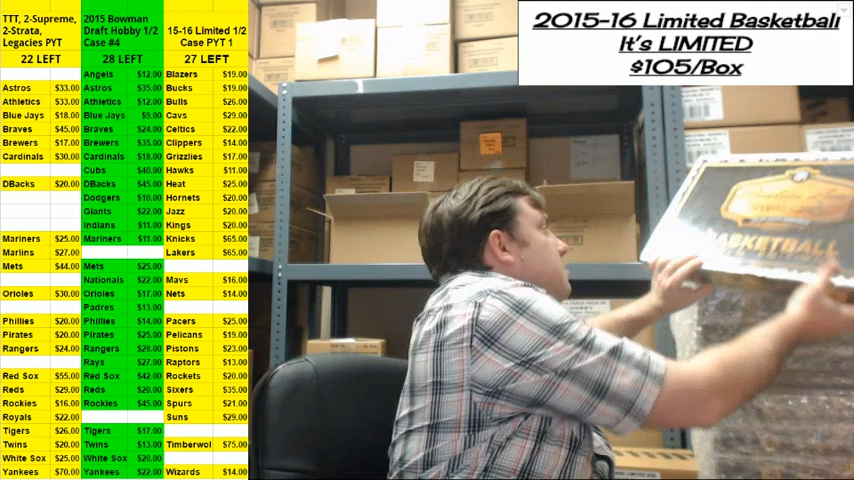 TTT, 2-Supreme,
2-Strata,
Legacies PYT
22 LEFT
Astros $33.00
Athletics $33.00
Blue Jays $18.00
Braves $45.00
Brewers $17.00
Cardinals $30.00
DBacks $20.00
Mariners $25.00
Marlins $27.00
Mets $44.00
Orioles $30.00
Phillies $20.00
Pirates $20.00
Rangers $24.00
Red Sox $55.00
Reds $29.00
Rockies $16.00
Royals $22.00
Tigers $26.00
Twins $20.00
White Sox $25.00
Yankees $70.00
2015 Bowman
Draft Hobby 1/2
Case #4
28 LEFT
Angels $12.00
Astros $35.00
Athletics $12.00
Blue Jays $9.00
Braves $24.00
Brewers $35.00
Cardinals $18.00
Cubs $40.00
DBacks $45.00
Dodgers $10.00
Giants $22.00
Indians $11.00
Mariners $11.00
Mets $25.00
Nationals $22.00
Orioles $17.00
Padres $13.00
Phillies $14.00
Pirates $25.00
Rangers $28.00
Rays $27.00
Red Sox $42.00
Reds $20.00
Rockies $45.00
Tigers $17.00
Twins $13.00
White Sox $20.00
Yankees $22.00
15-16 Limited 1/2
Case PYT 1
27 LEFT
Blazers $19.00
Bucks $19.00
Bulls $26.00
Cavs $29.00
Celtics $22.00
Clippers $14.00
Grizzlies $17.00
Hawks $11.00
Heat $25.00
Hornets $20.00
Jazz $20.00
Kings $20.00
Knicks $65.00
Lakers $65.00
Mavs $16.00
Nets $14.00
Pacers $25.00
Pelicans $19.00
Pistons $23.00
Raptors $13.00
Rockets $20.00
Sixers $35.00
Spurs $21.00
Suns $29.00
Timberwol $75.00
Wizards $14.00
2015-16 Limited Basketball
It's LIMITED
$105/Box
BASKETBALL